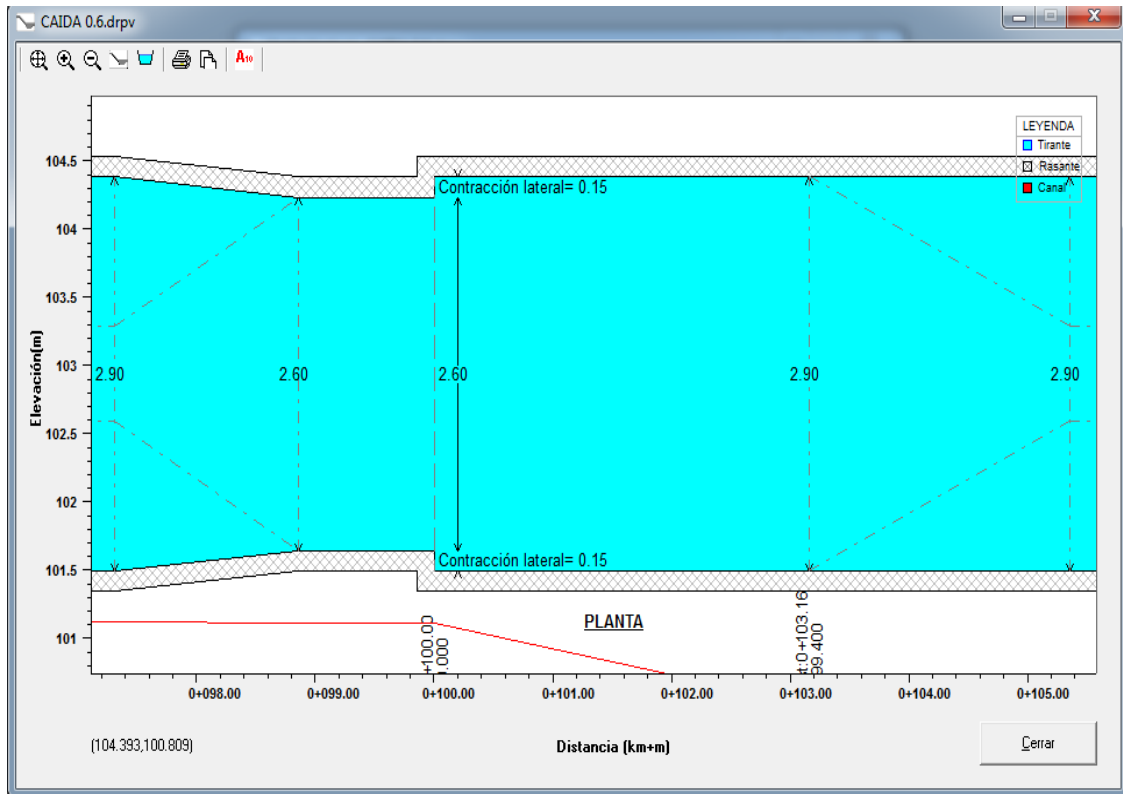 CAIDA 0.6.drpv
A10
LEYENDA
Tirante
Rasante
Canal
Elevación(m)
104.5
104
103.5
103
102.5
102
101.5
101
Contracción lateral= 0.15
2.90
2.60
2.60
2.90
2.90
Contracción lateral= 0.15
PLANTA
+100.00
.000
t:0+103.16
99.400
0+098.00
0+099.00
0+100.00
0+101.00
0+102.00
0+103.00
0+104.00
0+105.00
(104.393,100.809)
Distancia (km+m)
Cerrar